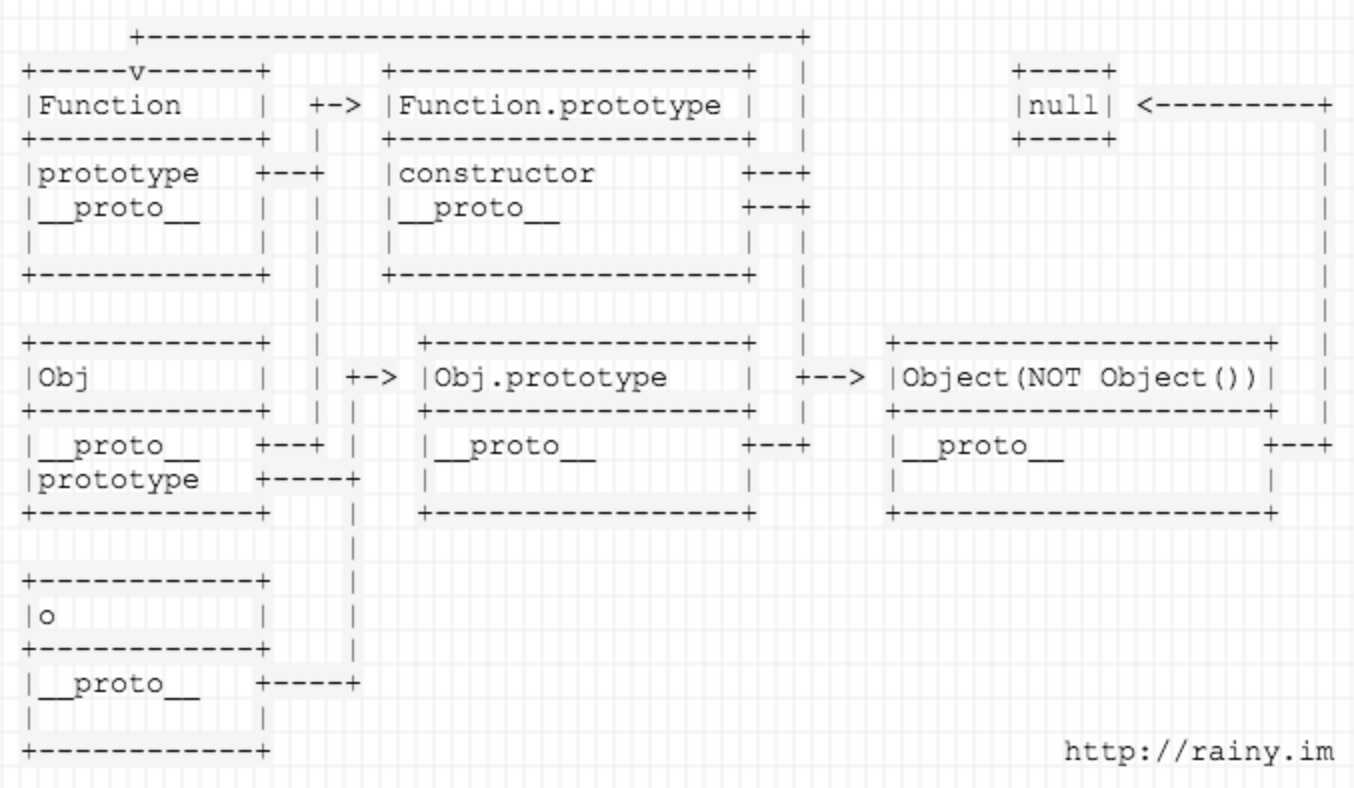 Function
Function.prototype
null
prototype
constructor
__proto__
__proto__
Obj
Obj.prototype
Object(NOT Object())
__proto__
__proto__
__proto__
prototype
o
__proto__
http://rainy.im